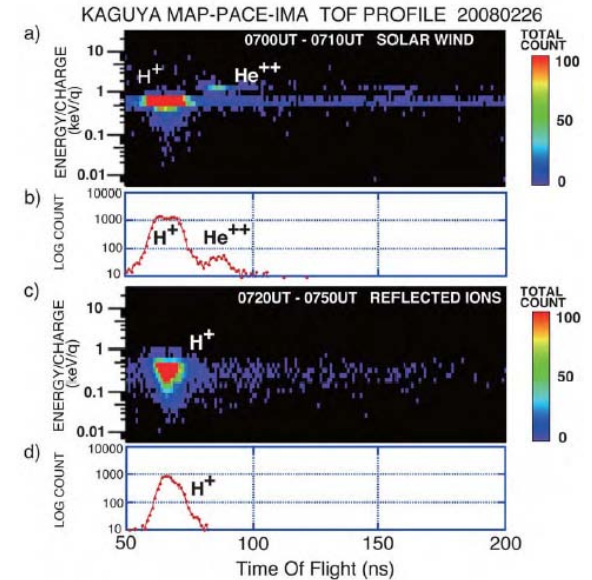 KAGUYA MAP-PACE-IMA TOF PROFILE 20080226
a)
0700UT - 0710UT SOLAR WIND
H+
He++
ENERGY/CHARGE
(keV/q)
10
1
0.1
0.01
TOTAL
COUNT
100
50
0
b)
LOG COUNT
10000
1000
100
10
H+
He++
c)
0720UT - 0750UT REFLECTED IONS
H+
ENERGY/CHARGE
(keV/q)
10
1
0.1
0.01
TOTAL
COUNT
100
50
0
d)
LOG COUNT
10000
1000
100
10
H+
50 100 150 200
Time Of Flight (ns)